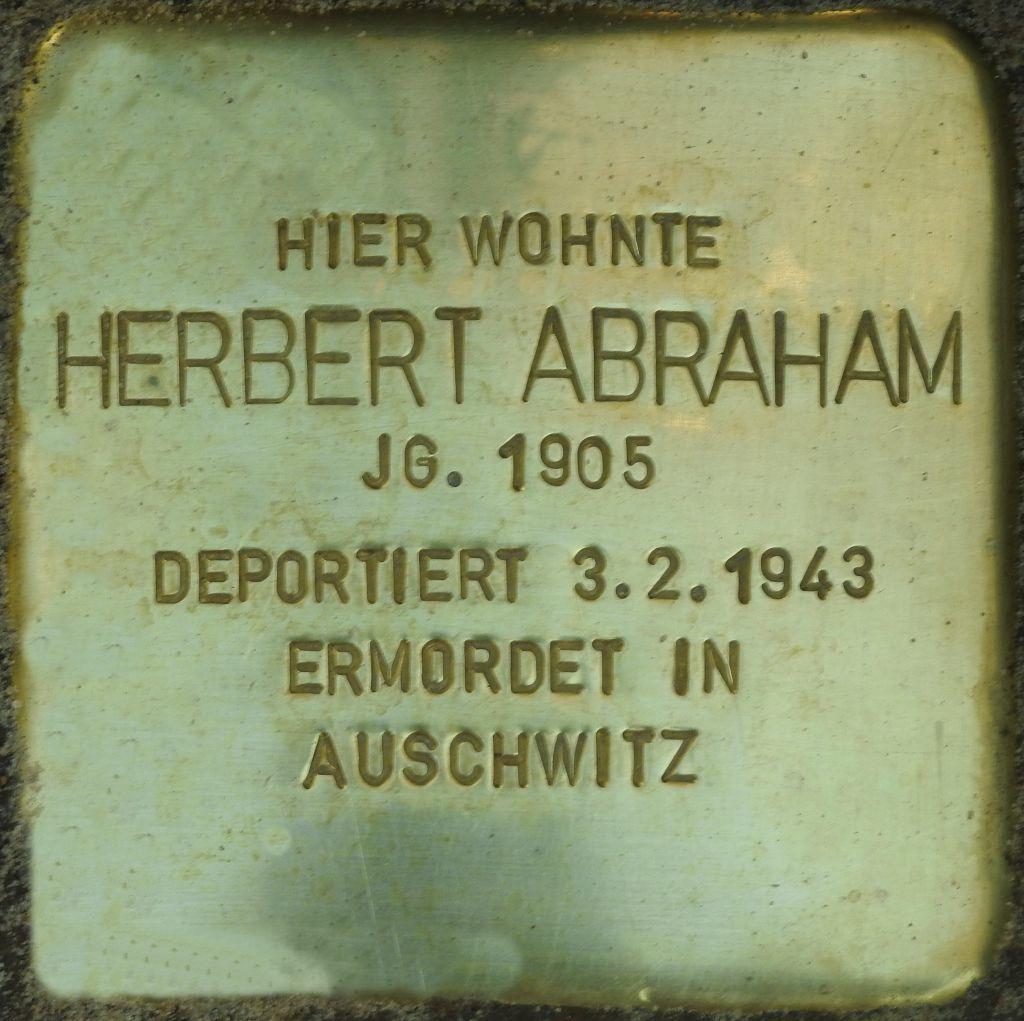 HIER WOHNTE
HERBERT ABRAHAM
JG. 1905
DEPORTIERT 3.2.1943
ERMORDET IN
AUSCHWITZ